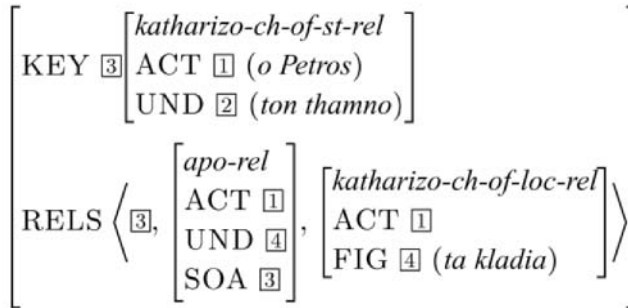 katharizo-ch-of-st-rel
KEY 3 ACT 1 (o Petros)
UND 2 (ton thamno)
apo-rel
ACT 1 katharizo-ch-of-loc-rel
RELS ⟨ 3, UND 4 , ACT 1 ⟩
SOA 3 FIG 4 (ta kladia)